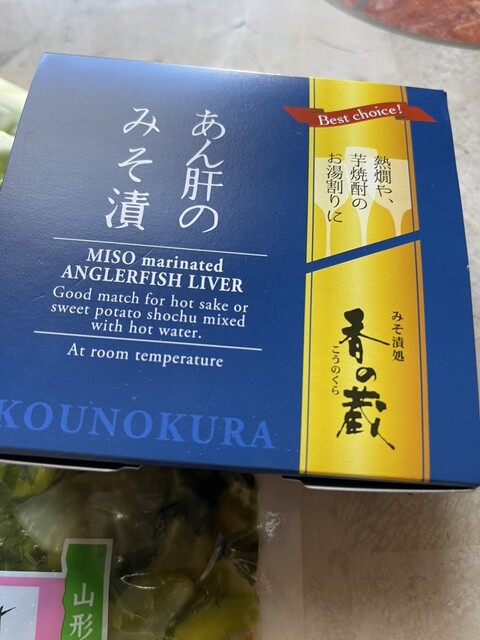 あん肝の
みそ漬
MISO marinated
ANGLERFISH LIVER
Good match for hot sake or
sweet potato shochu mixed
with hot water.
At room temperature
KOUNOKURA
Best choice!
熱燗や、
芋焼酎の
お湯割りに
みそ漬処
香の蔵
こうのくら
山形